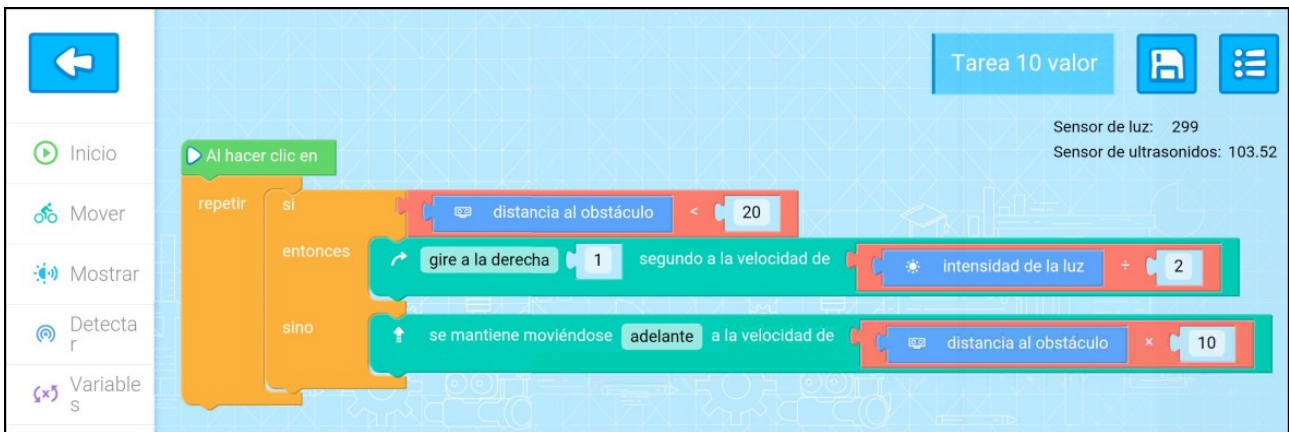 Tarea 10 valor
Sensor de luz: 299
Sensor de ultrasonidos: 103.52
Inicio
Mover
Mostrar
Detecta
r
Variable
s
Al hacer clic en
repetir si distancia al obstáculo < 20
entonces gire a la derecha 1 segundo a la velocidad de intensidad de la luz ÷ 2
sino se mantiene moviéndose adelante a la velocidad de distancia al obstáculo × 10